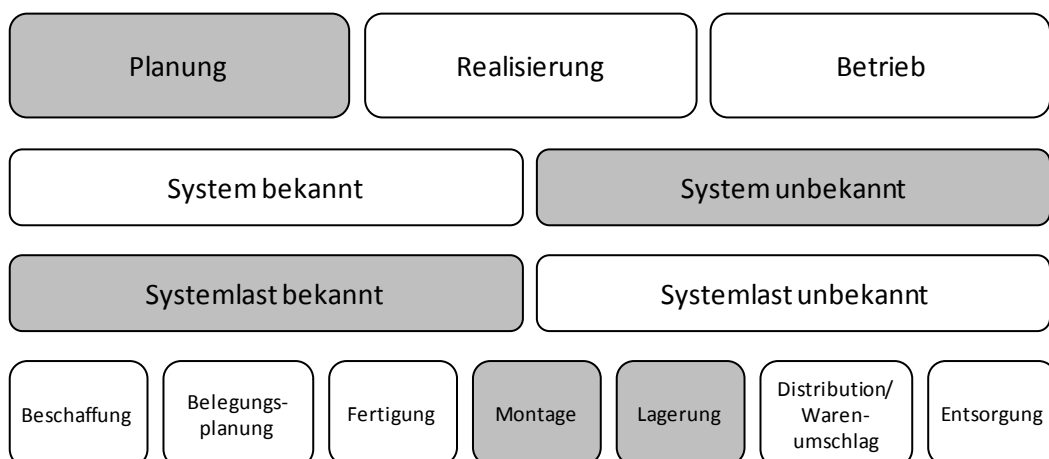 Planung
Realisierung
Betrieb
System bekannt
System unbekannt
Systemlast bekannt
Systemlast unbekannt
Beschaffung
Belegungs-
planung
Fertigung
Montage
Lagerung
Distribution/
Waren-
umschlag
Entsorgung